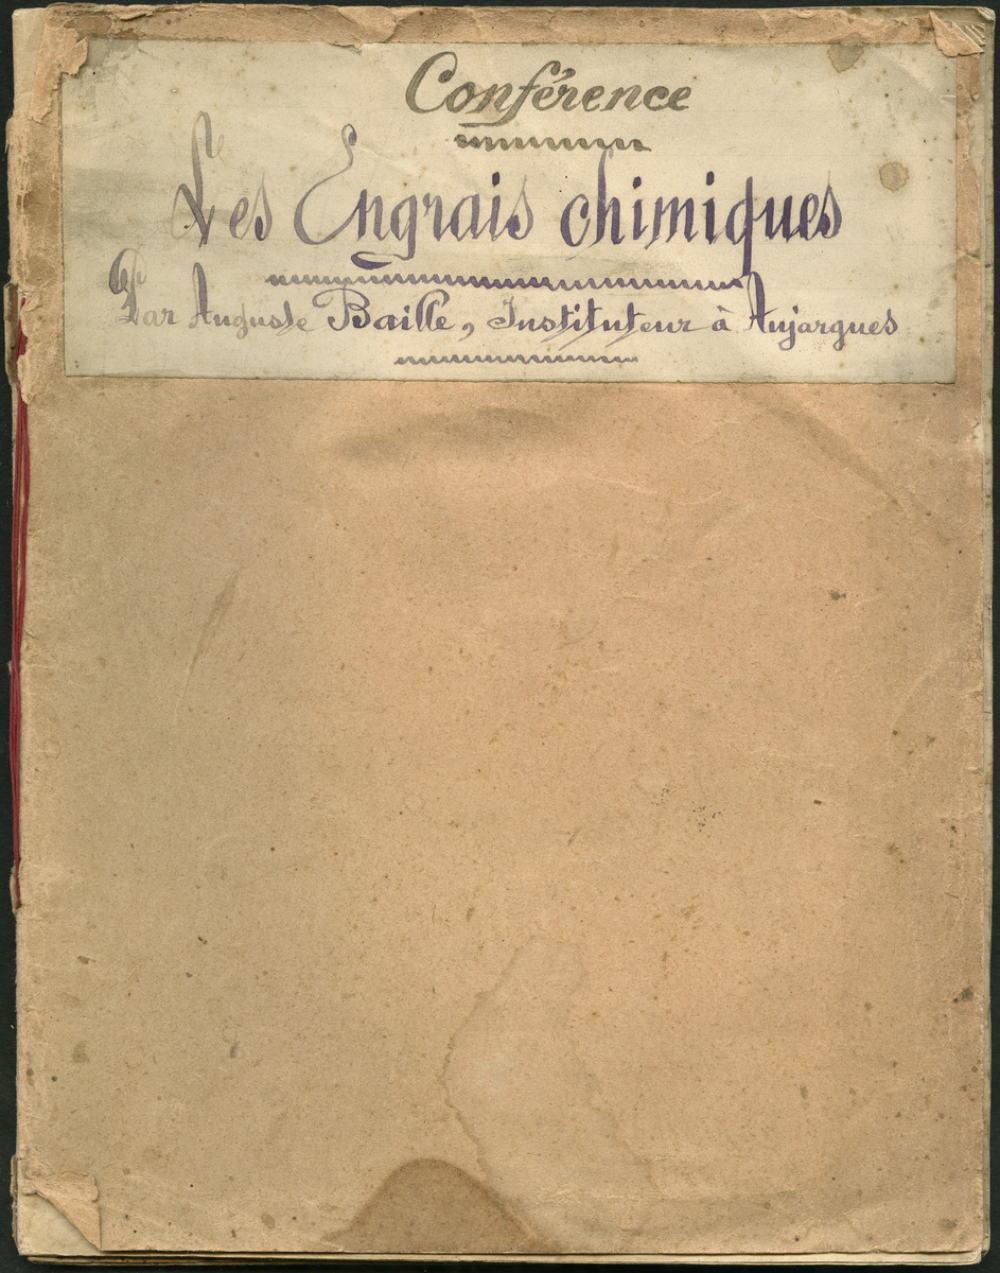 Conférence
Les Engrais chimiques
Par Auguste Baille, Instituteur à Aujargues